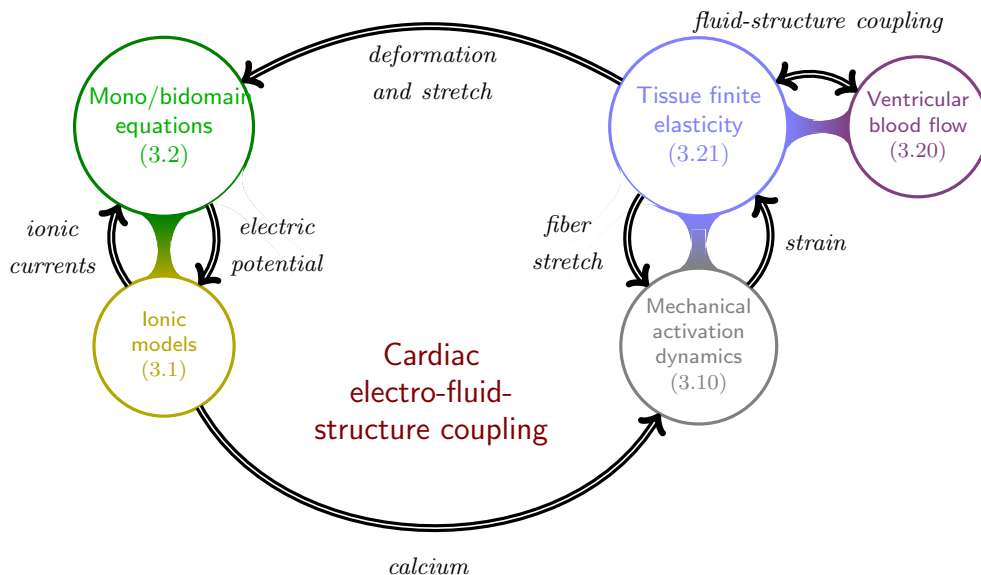 fluid-structure coupling
deformation
and stretch
Mono/bidomain
equations
(3.2)
Tissue finite
elasticity
(3.21)
Ventricular
blood flow
(3.20)
ionic
currents
electric
potential
fiber
stretch
strain
Ionic
models
(3.1)
Mechanical
activation
dynamics
(3.10)
Cardiac
electro-fluid-
structure coupling
calcium